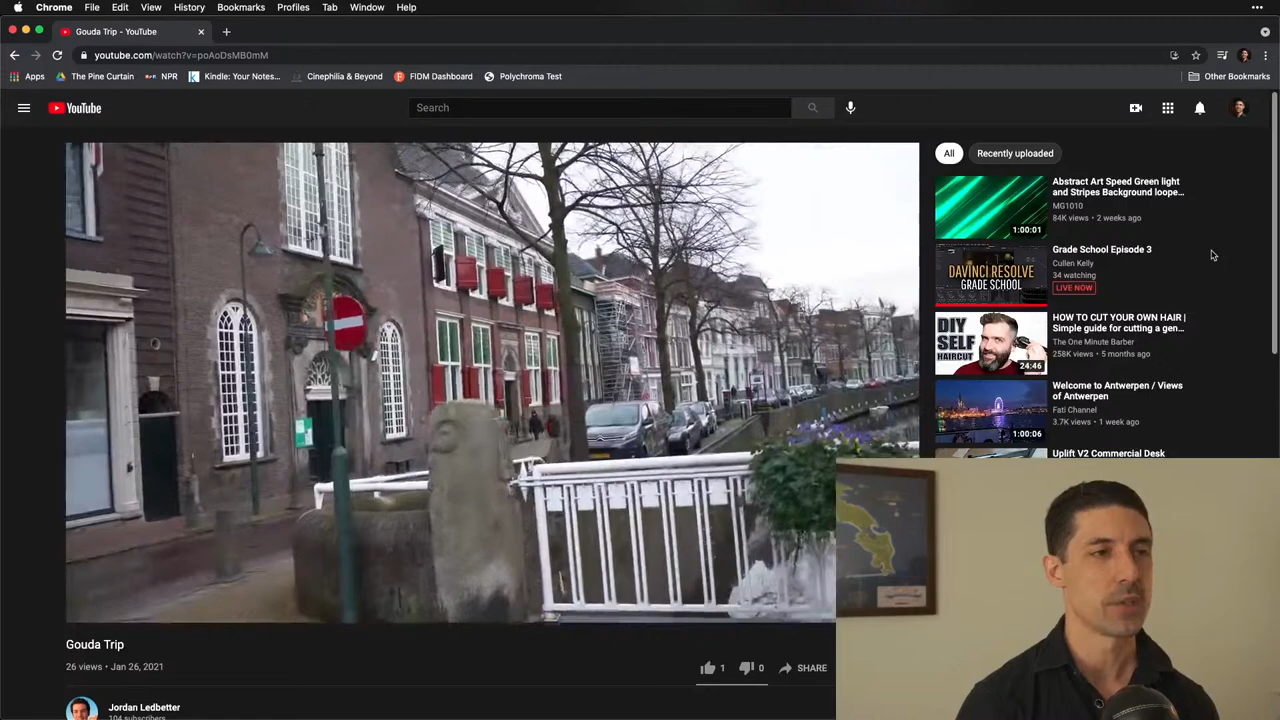 Chrome File Edit View History Bookmarks Profiles Tab Window Help
Gouda Trip - YouTube
youtube.com/watch?v=poAoDsMB0mM
Apps The Pine Curtain NPR Kindle: Your Notes... Cinephilia & Beyond FIDM Dashboard Polychroma Test Other Bookmarks
YouTube
Search
All Recently uploaded
Abstract Art Speed Green light
and Stripes Background loope...
MG1010
84K views • 2 weeks ago
1:00:01
DAVINCI RESOLVE
GRADE SCHOOL
Grade School Episode 3
Cullen Kelly
34 watching
LIVE NOW
DIY
SELF
HAIRCUT
24:46
HOW TO CUT YOUR OWN HAIR |
Simple guide for cutting a gen...
The One Minute Barber
258K views • 5 months ago
Welcome to Antwerpen / Views
of Antwerpen
Fati Channel
3.7K views • 1 week ago
1:00:06
Uplift V2 Commercial Desk
Gouda Trip
26 views • Jan 26, 2021
1 0 SHARE
Jordan Ledbetter
104 subscribers